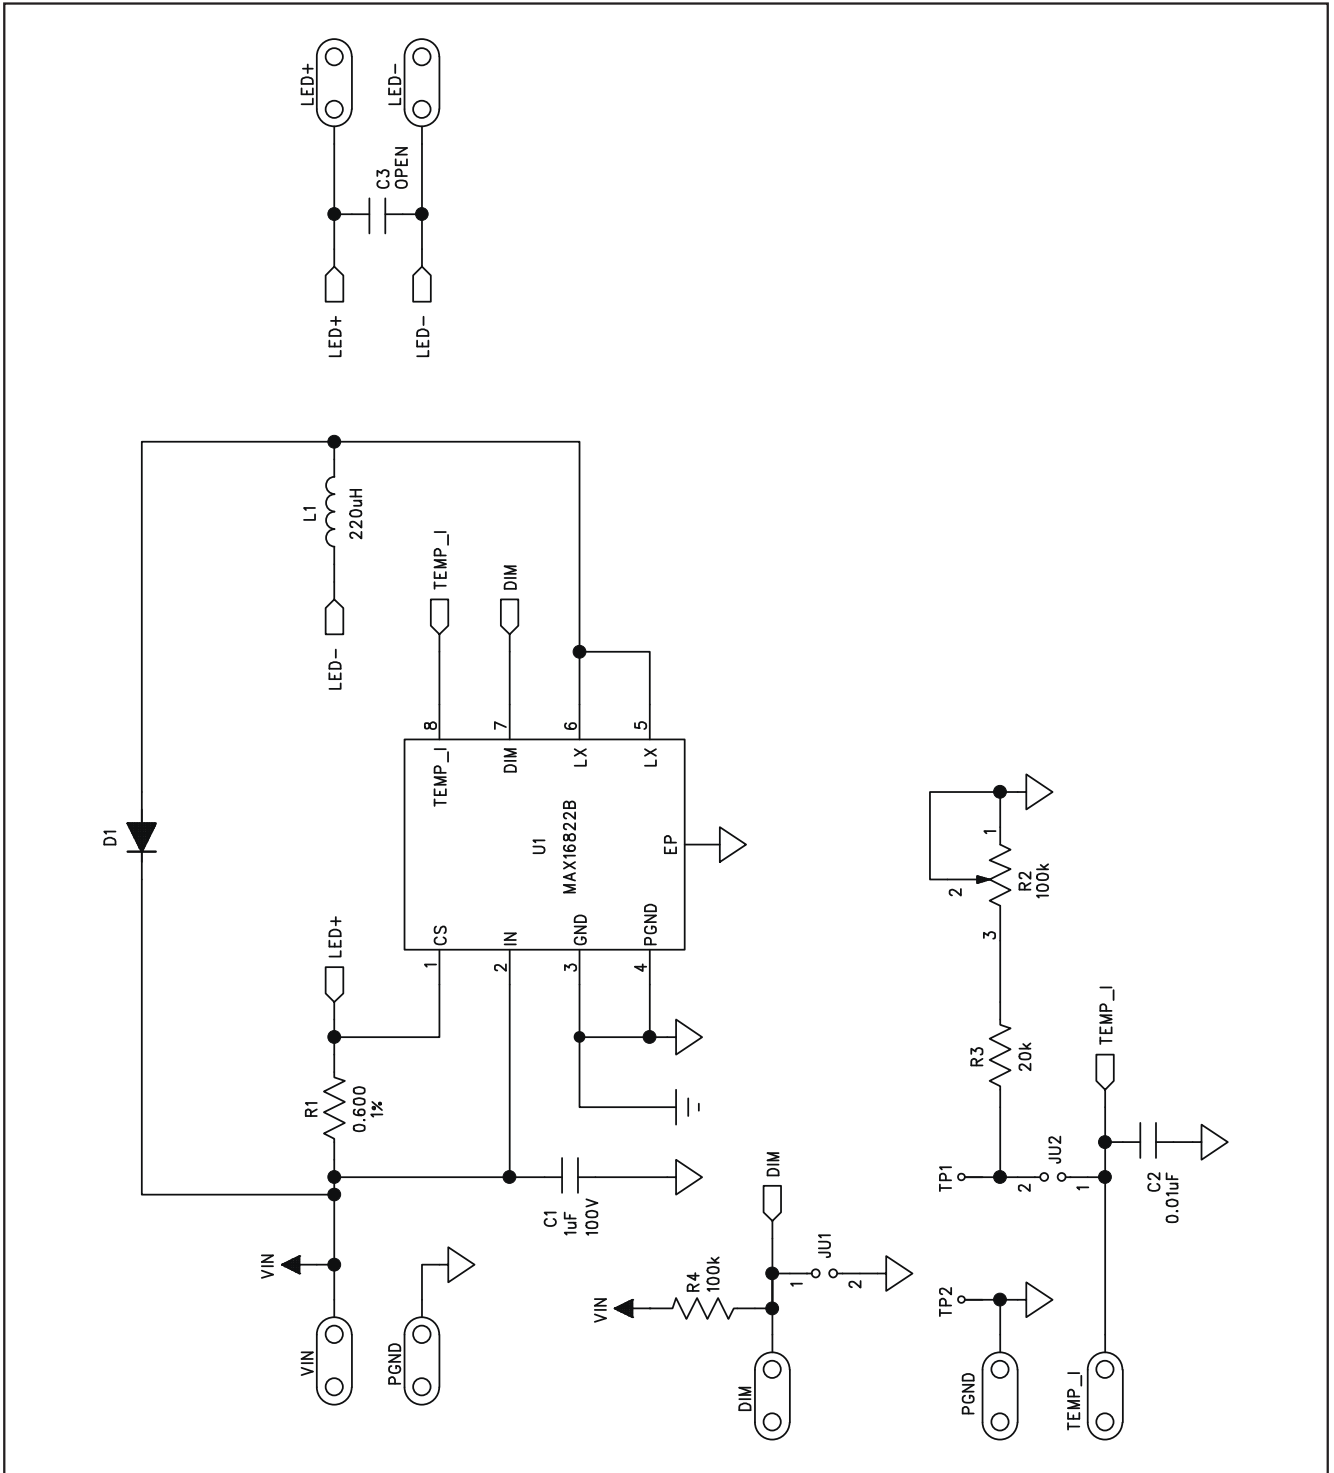 D1
LED+
LED+
LED-
C3
OPEN
LED+
LED-
L1
220uH
LED-
TEMP_I
DIM
8
7
6
5
TEMP_I
DIM
LX
LX
U1
MAX16822B
EP
CS
IN
GND
PGND
1
2
3
4
R1
0.600
1%
VIN
VIN
PGND
C1
1uF
100V
DIM
VIN
R4
100k
1
JU1
2
DIM
1
2
R2
100k
3
R3
20k
TP1
2
JU2
1
TEMP_I
C2
0.01uF
TP2
PGND
TEMP_I